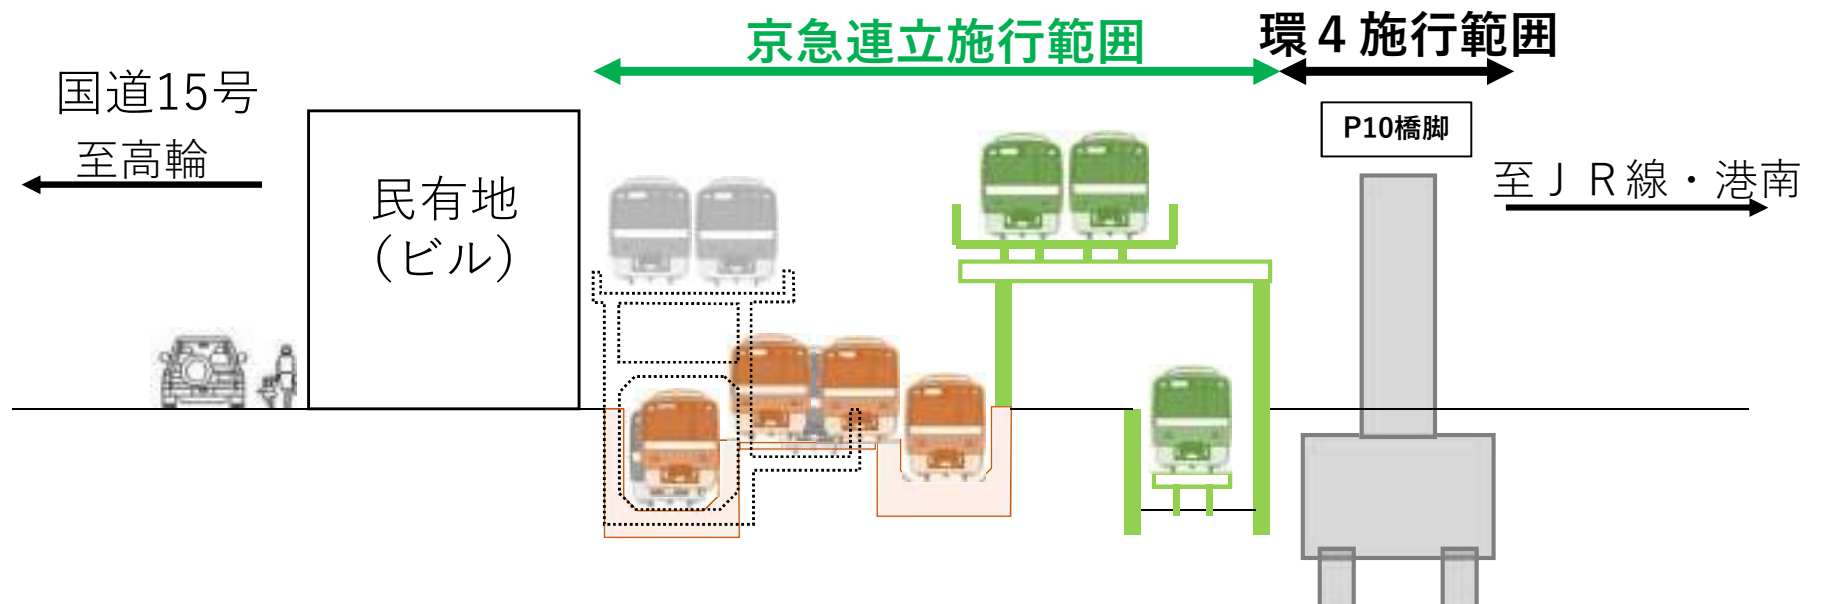 京急連立施行範囲
環４施行範囲
国道15号
至高輪
P10橋脚
民有地
（ビル）
至ＪＲ線・港南